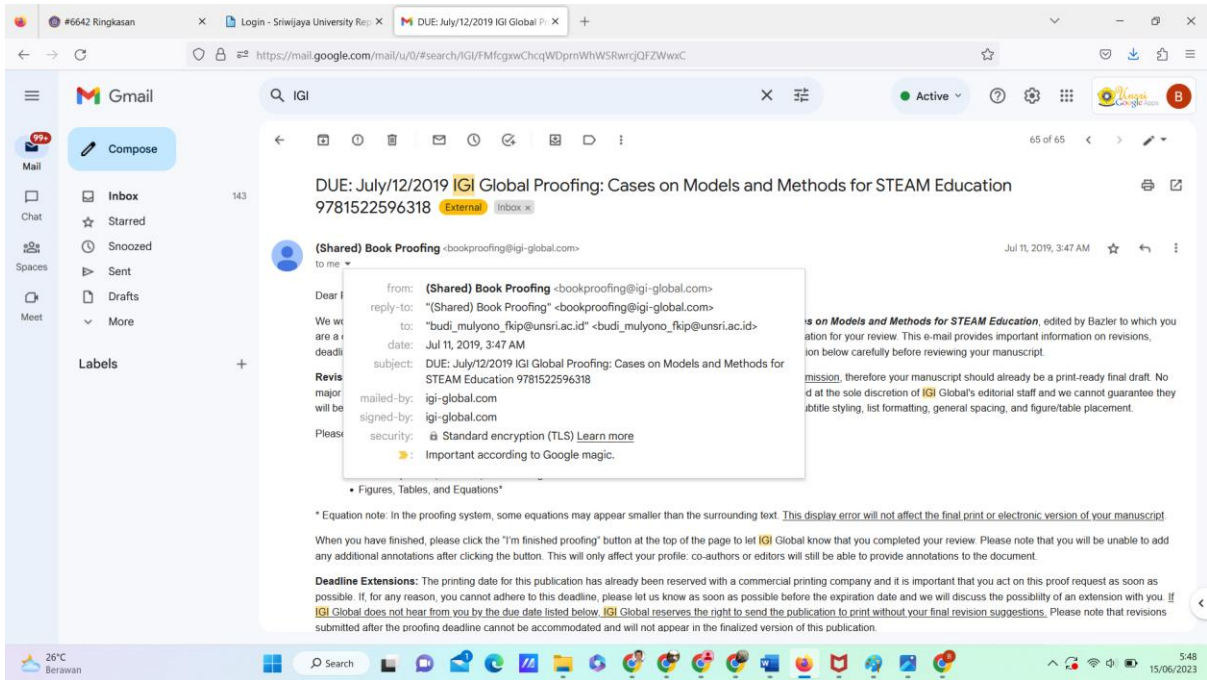 #6642 Ringkasan
Login - Sriwijaya University Rep
DUE: July/12/2019 IGI Global Pr
https://mail.google.com/mail/u/0/#search/IGI/FMfcgxwChcqWDprnWhWSRwrcjQFZWwxC
Gmail
IGI
Active
Unsri
Google Apps
B
99+
Mail
Compose
65 of 65
Chat
Inbox 143
Starred
Spaces
Snoozed
Sent
Meet
Drafts
More
Labels
DUE: July/12/2019 IGI Global Proofing: Cases on Models and Methods for STEAM Education
9781522596318 External Inbox ×
(Shared) Book Proofing <bookproofing@igi-global.com> Jul 11, 2019, 3:47 AM
to me
from: (Shared) Book Proofing <bookproofing@igi-global.com>
reply-to: "(Shared) Book Proofing" <bookproofing@igi-global.com>
to: "budi_mulyono_fkip@unsri.ac.id" <budi_mulyono_fkip@unsri.ac.id>
date: Jul 11, 2019, 3:47 AM
subject: DUE: July/12/2019 IGI Global Proofing: Cases on Models and Methods for
STEAM Education 9781522596318
mailed-by: igi-global.com
signed-by: igi-global.com
security: Standard encryption (TLS) Learn more
: Important according to Google magic.
Dear
We
s on Models and Methods for STEAM Education, edited by Bazler to which you
are a
ation for your review. This e-mail provides important information on revisions,
deadli
ion below carefully before reviewing your manuscript.
Revis
mission, therefore your manuscript should already be a print-ready final draft. No
major
d at the sole discretion of IGI Global's editorial staff and we cannot guarantee they
will be
ubtitle styling, list formatting, general spacing, and figure/table placement.
Please
• Figures, Tables, and Equations*
* Equation note: In the proofing system, some equations may appear smaller than the surrounding text. This display error will not affect the final print or electronic version of your manuscript.
When you have finished, please click the "I'm finished proofing" button at the top of the page to let IGI Global know that you completed your review. Please note that you will be unable to add
any additional annotations after clicking the button. This will only affect your profile: co-authors or editors will still be able to provide annotations to the document.
Deadline Extensions: The printing date for this publication has already been reserved with a commercial printing company and it is important that you act on this proof request as soon as
possible. If, for any reason, you cannot adhere to this deadline, please let us know as soon as possible before the expiration date and we will discuss the possiblilty of an extension with you. If
IGI Global does not hear from you by the due date listed below, IGI Global reserves the right to send the publication to print without your final revision suggestions. Please note that revisions
submitted after the proofing deadline cannot be accommodated and will not appear in the finalized version of this publication.
26°C
Berawan
Search
5:48
15/06/2023